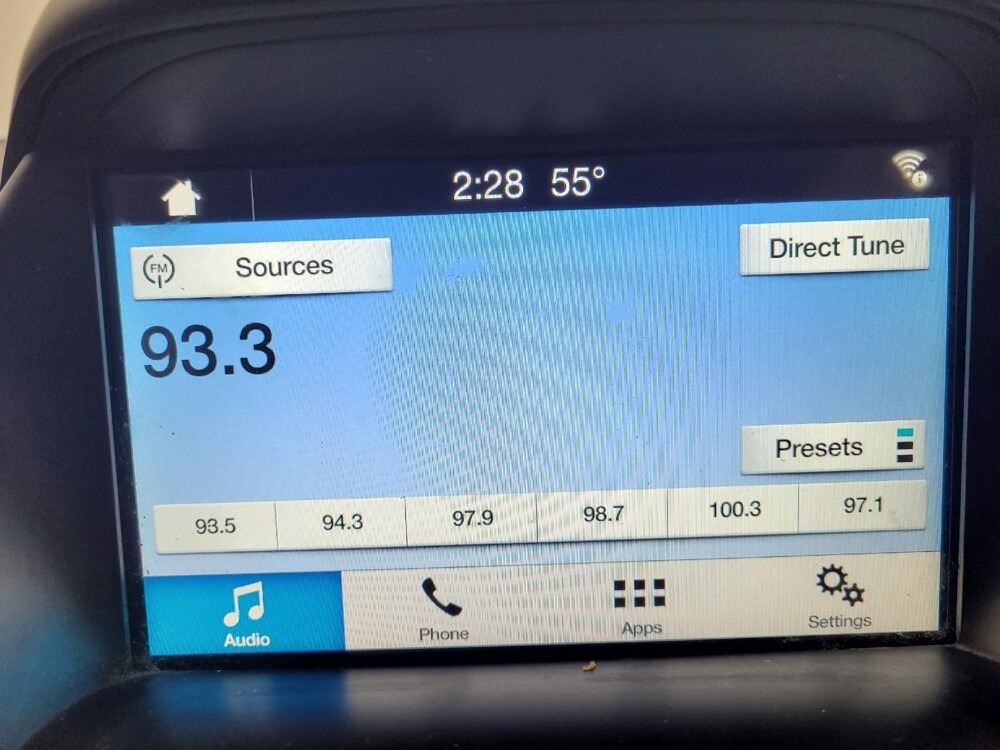 2:28 55°
FM Sources
Direct Tune
93.3
Presets
93.5 94.3 97.9 98.7 100.3 97.1
Audio Phone Apps Settings